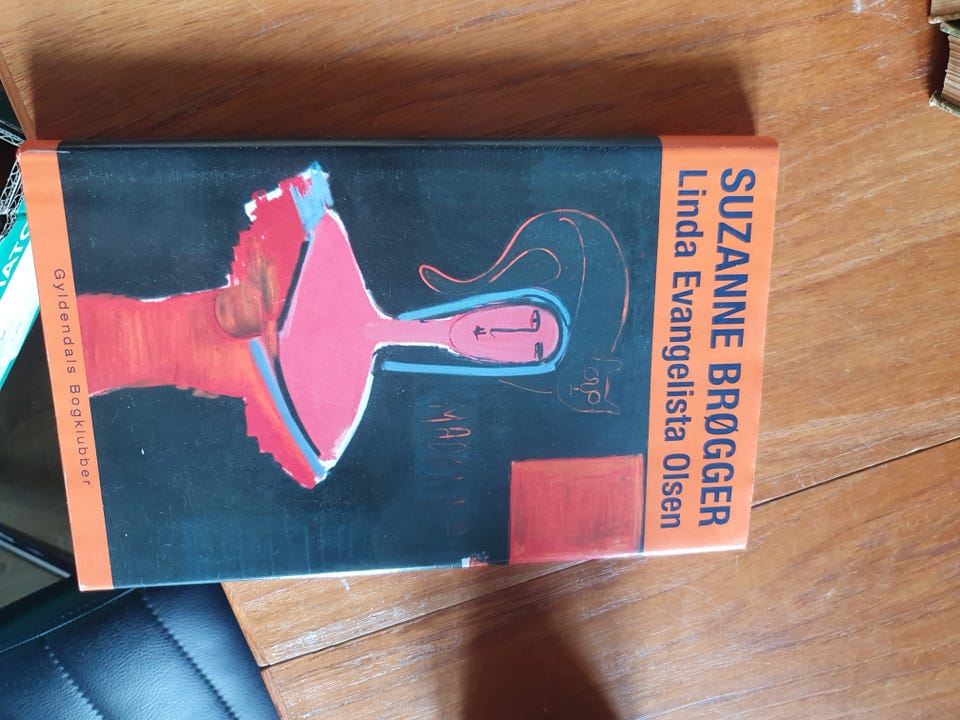 SUZANNE BRØGGER
Linda Evangelista Olsen
Gyldendals Bogklubber